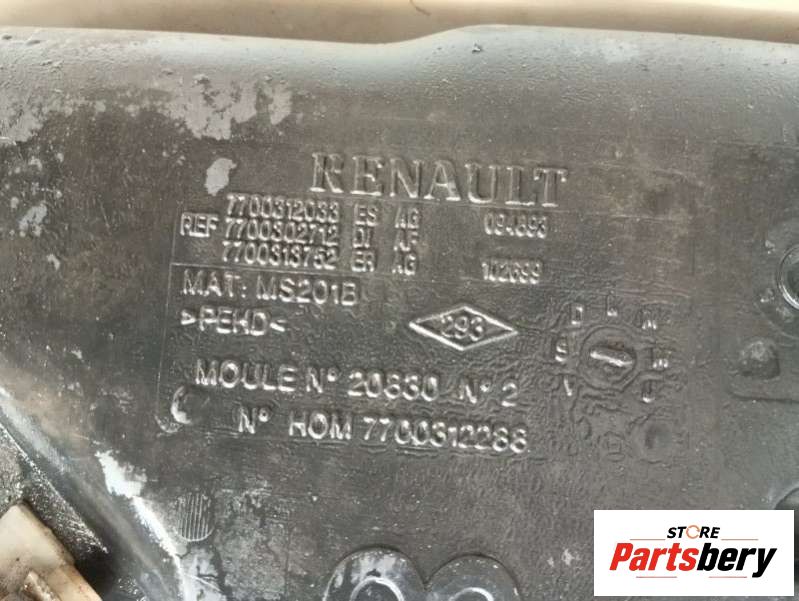 RENAULT
7700312033 ES AG 094893
REF 7700302712 DI AF
7700313752 ER AG 102699
MAT: MS201B
>PEHD<
293
D L M
S M
V J
MOULE N° 20830 N° 2
N° HOM 7700312288
STORE
Partsbery